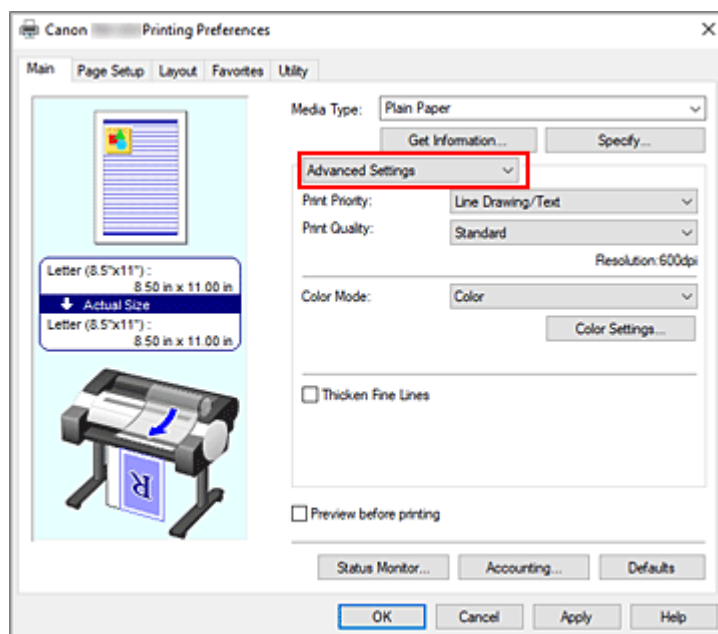 Canon Printing Preferences
Main Page Setup Layout Favorites Utility
Media Type: Plain Paper
Get Information... Specify...
Advanced Settings
Print Priority: Line Drawing/Text
Print Quality: Standard
Resolution:600dpi
Color Mode: Color
Color Settings...
Thicken Fine Lines
Letter (8.5"x11") :
8.50 in x 11.00 in
Actual Size
Letter (8.5"x11") :
8.50 in x 11.00 in
R
Preview before printing
Status Monitor... Accounting... Defaults
OK Cancel Apply Help